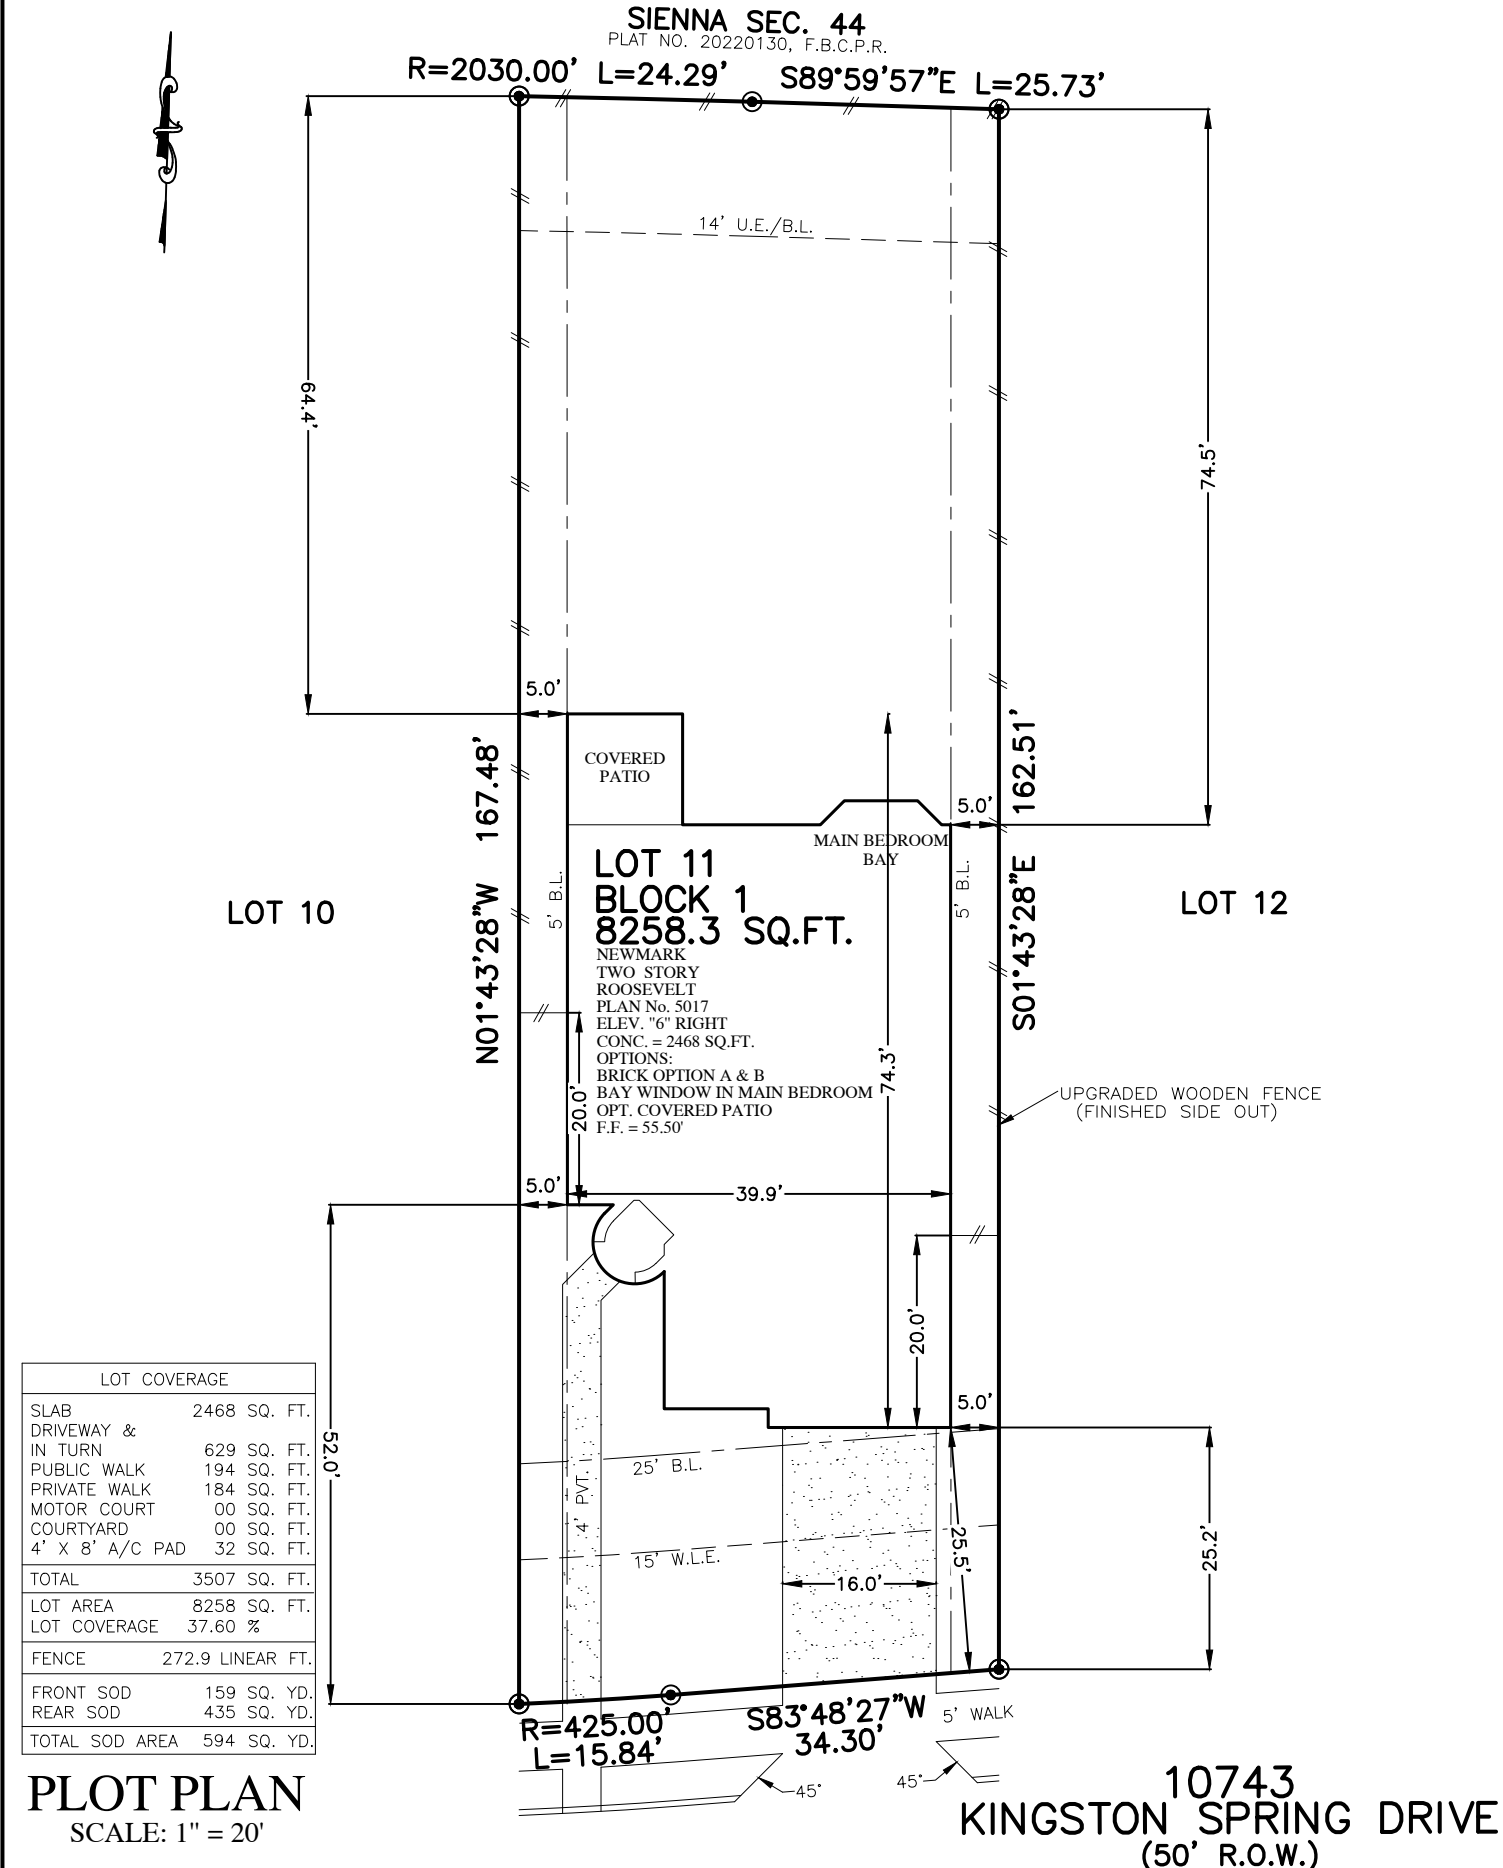 SIENNA SEC. 44
PLAT NO. 20220130, F.B.C.P.R.
R=2030.00' L=24.29' S89°59'57"E L=25.73'
14' U.E./B.L.
64.4'
74.5'
5.0'
COVERED
PATIO
N01°43'28"W 167.48'
S01°43'28"E 162.51'
5.0'
MAIN BEDROOM
BAY
LOT 10
LOT 12
5' B.L.
5' B.L.
LOT 11
BLOCK 1
8258.3 SQ.FT.
NEWMARK
TWO STORY
ROOSEVELT
PLAN No. 5017
ELEV. "6" RIGHT
CONC. = 2468 SQ.FT.
OPTIONS:
BRICK OPTION A & B
BAY WINDOW IN MAIN BEDROOM
OPT. COVERED PATIO
F.F. = 55.50'
20.0'
74.3'
UPGRADED WOODEN FENCE
(FINISHED SIDE OUT)
5.0'
39.9'
20.0'
5.0'
52.0'
25' B.L.
4' PVT.
15' W.L.E.
16.0'
25.5'
25.2'
LOT COVERAGE
SLAB 2468 SQ. FT.
DRIVEWAY &
IN TURN 629 SQ. FT.
PUBLIC WALK 194 SQ. FT.
PRIVATE WALK 184 SQ. FT.
MOTOR COURT 00 SQ. FT.
COURTYARD 00 SQ. FT.
4' X 8' A/C PAD 32 SQ. FT.
TOTAL 3507 SQ. FT.
LOT AREA 8258 SQ. FT.
LOT COVERAGE 37.60 %
FENCE 272.9 LINEAR FT.
FRONT SOD 159 SQ. YD.
REAR SOD 435 SQ. YD.
TOTAL SOD AREA 594 SQ. YD.
R=425.00'
L=15.84'
S83°48'27"W
34.30'
5' WALK
45°
45°
PLOT PLAN
SCALE: 1" = 20'
10743
KINGSTON SPRING DRIVE
(50' R.O.W.)